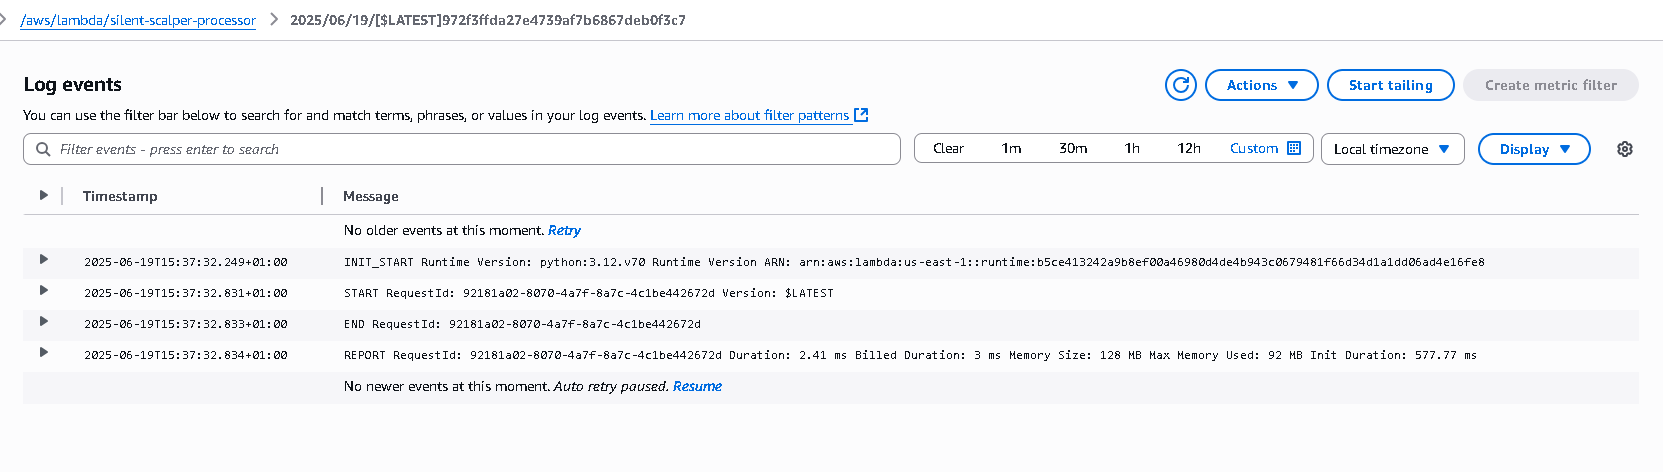 /aws/lambda/silent-scalper-processor > 2025/06/19/[$LATEST]972f3ffda27e4739af7b6867deb0f3c7
Log events
Actions
Start tailing
Create metric filter
You can use the filter bar below to search for and match terms, phrases, or values in your log events. Learn more about filter patterns
Filter events - press enter to search
Clear 1m 30m 1h 12h Custom
Local timezone
Display
Timestamp Message
No older events at this moment. Retry
2025-06-19T15:37:32.249+01:00 INIT_START Runtime Version: python:3.12.v70 Runtime Version ARN: arn:aws:lambda:us-east-1::runtime:b5ce413242a9b8ef00a46980d4de4b943c0679481f66d34d1a1dd06ad4e16fe8
2025-06-19T15:37:32.831+01:00 START RequestId: 92181a02-8070-4a7f-8a7c-4c1be442672d Version: $LATEST
2025-06-19T15:37:32.833+01:00 END RequestId: 92181a02-8070-4a7f-8a7c-4c1be442672d
2025-06-19T15:37:32.834+01:00 REPORT RequestId: 92181a02-8070-4a7f-8a7c-4c1be442672d Duration: 2.41 ms Billed Duration: 3 ms Memory Size: 128 MB Max Memory Used: 92 MB Init Duration: 577.77 ms
No newer events at this moment. Auto retry paused. Resume